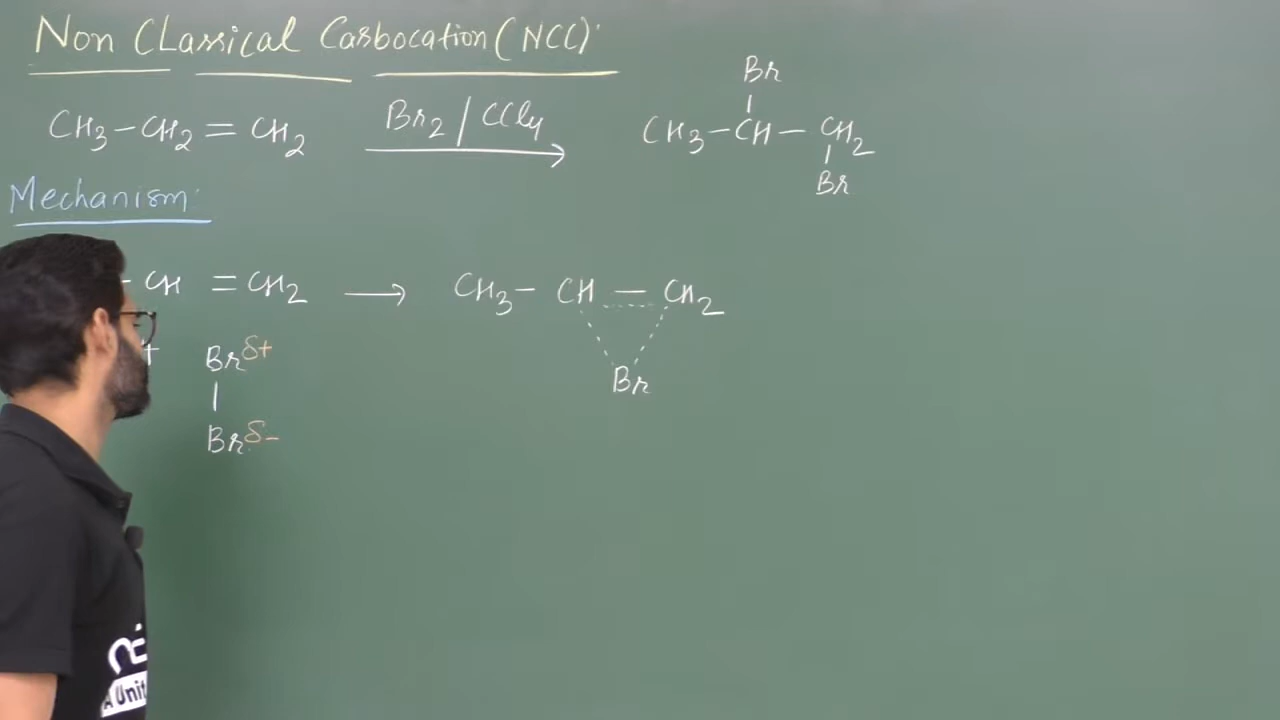 Non Classical Carbocation (NCC):
CH3-CH2=CH2 Br2/CCl4 → CH3-CH-CH2
Br
Br
Mechanism:
-CH =CH2 → CH3- CH — CH2
+ Brδ+
Br
Brδ-
A Unit